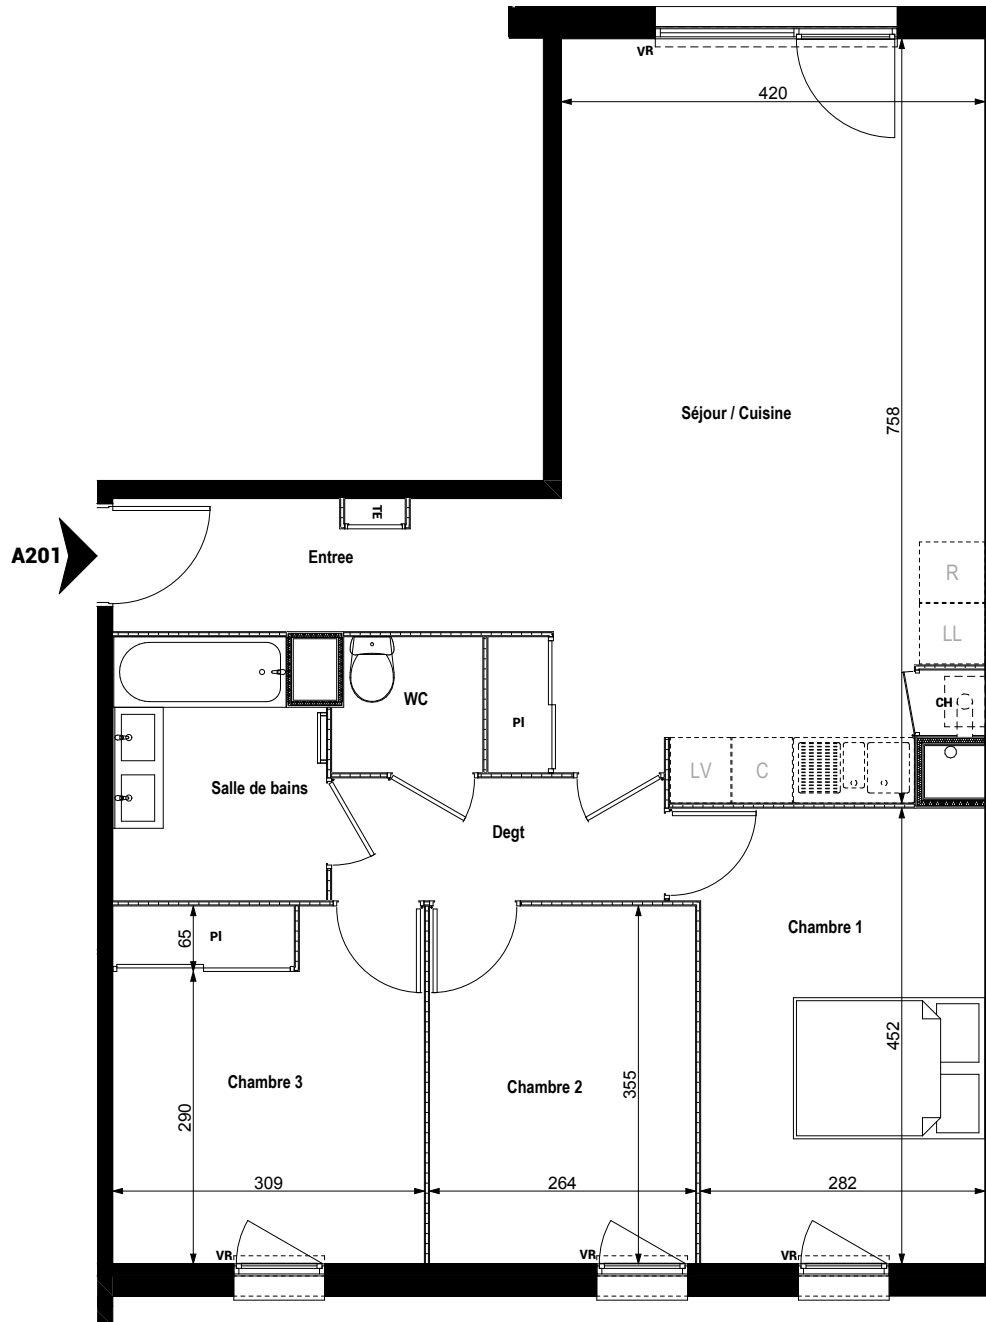 VR
420
Séjour / Cuisine
758
TE
A201
Entree
R
LL
WC
CH
Pl
LV
C
Salle de bains
Degt
Chambre 1
Pl
65
452
Chambre 3
Chambre 2
355
290
309
264
282
VR
VR
VR